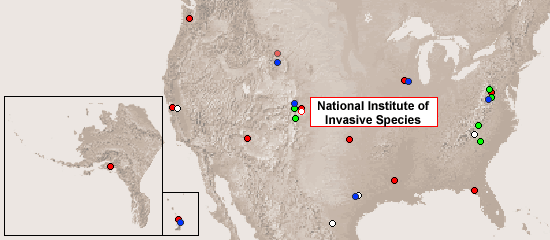 National Institute of
Invasive Species